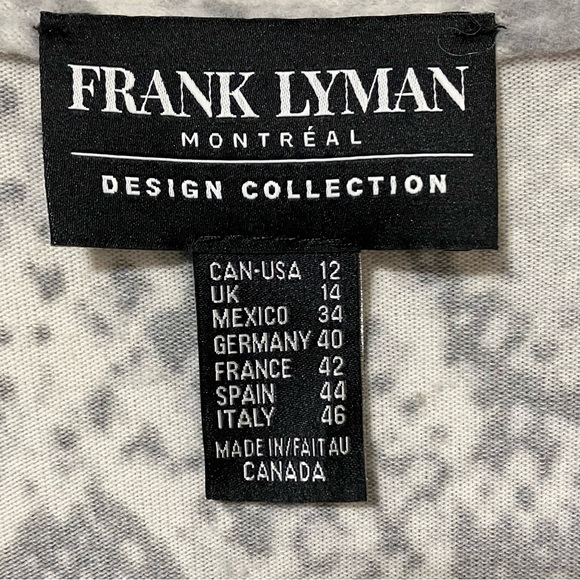 FRANK LYMAN
MONTRÉAL
DESIGN COLLECTION
CAN-USA 12
UK 14
MEXICO 34
GERMANY 40
FRANCE 42
SPAIN 44
ITALY 46
MADE IN/FAIT AU
CANADA